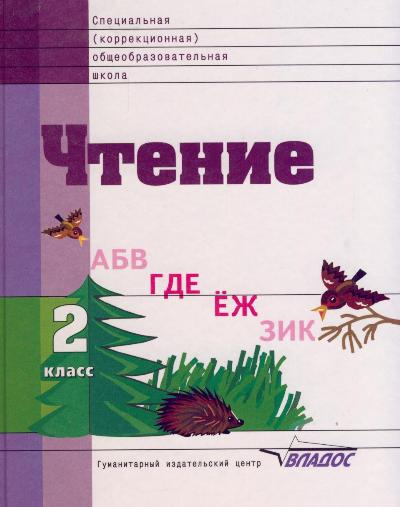 Специальная
(коррекционная)
общеобразовательная
школа
Чтение
АБВ
ГДЕ
ЁЖ
ЗИК
2
класс
Гуманитарный издательский центр
ВЛАДОС